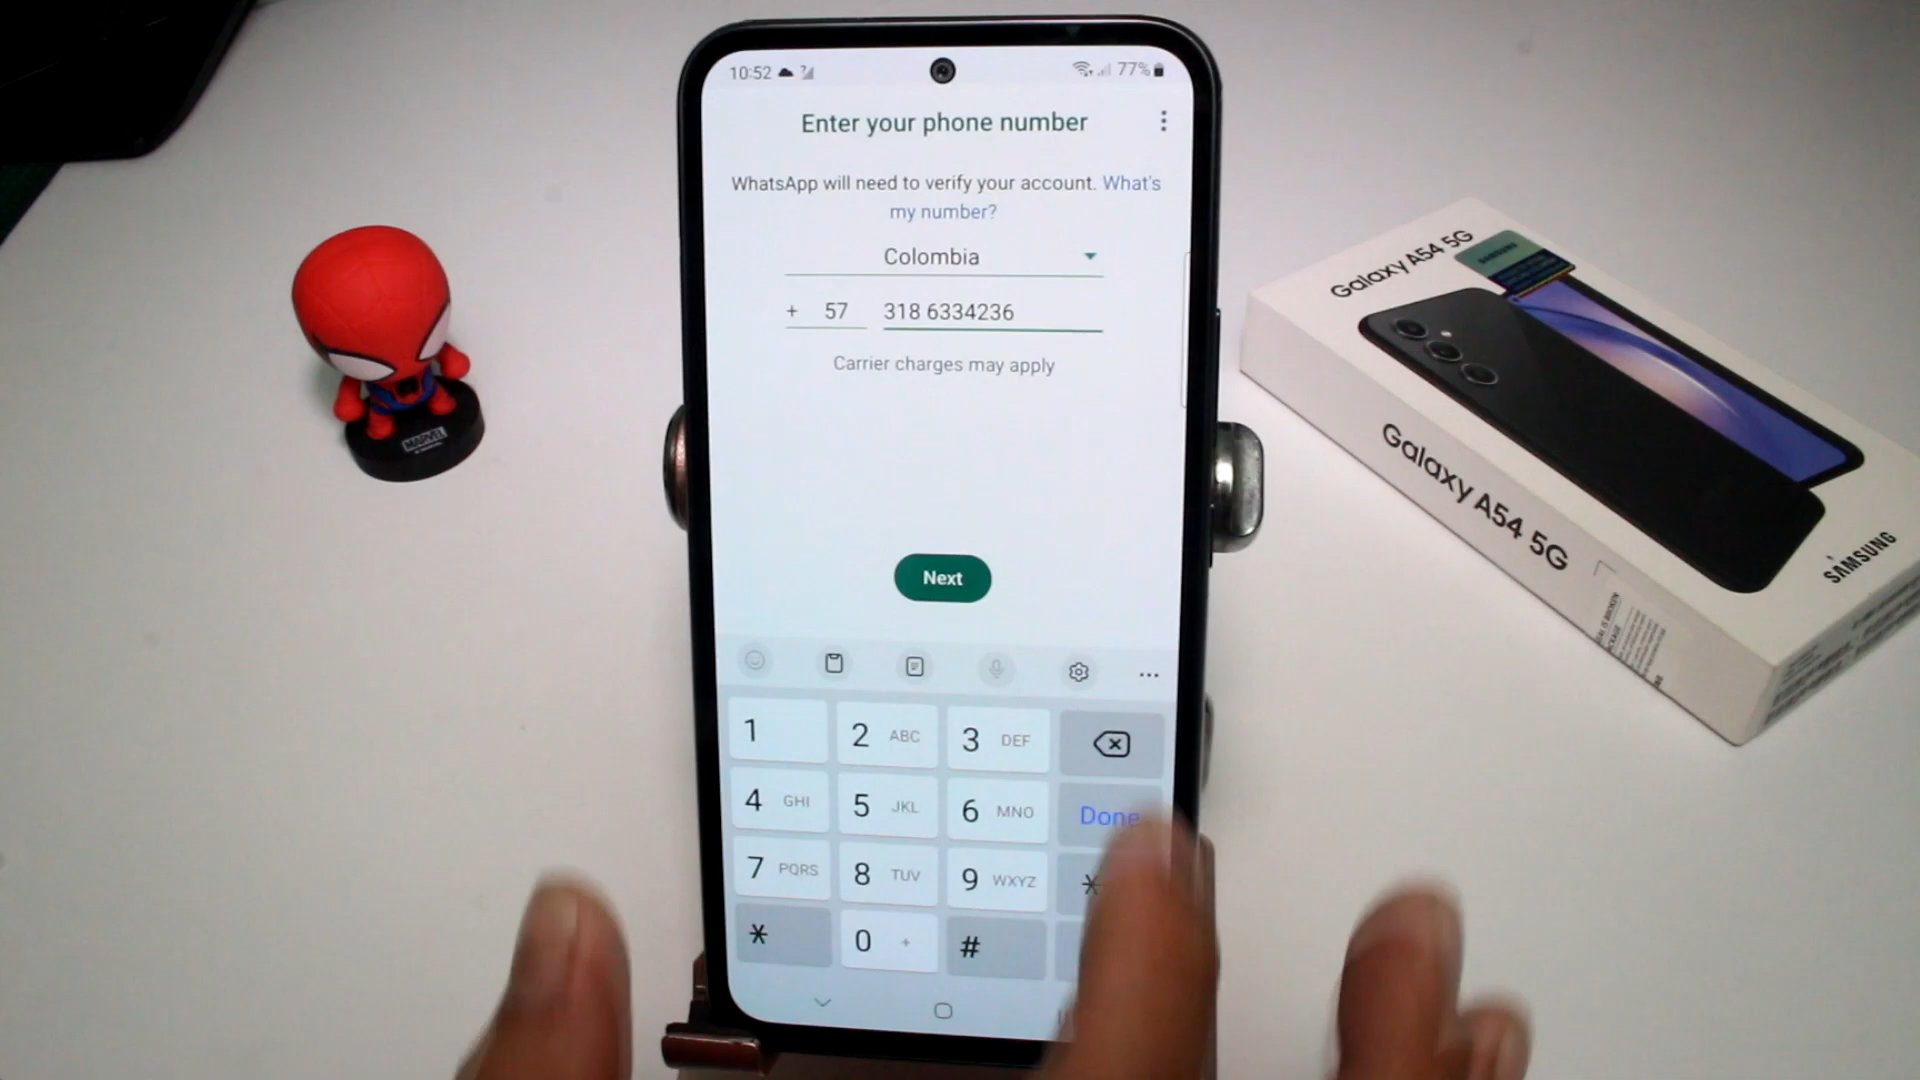 10:52
77%
Enter your phone number
WhatsApp will need to verify your account. What's
my number?
Colombia
+ 57 318 6334236
Carrier charges may apply
Next
1
2 ABC
3 DEF
4 GHI
5 JKL
6 MNO
Done
7 PQRS
8 TUV
9 WXYZ
*
0 +
#
MARVEL
Galaxy A54 5G
SAMSUNG
Galaxy A54 5G
SAMSUNG